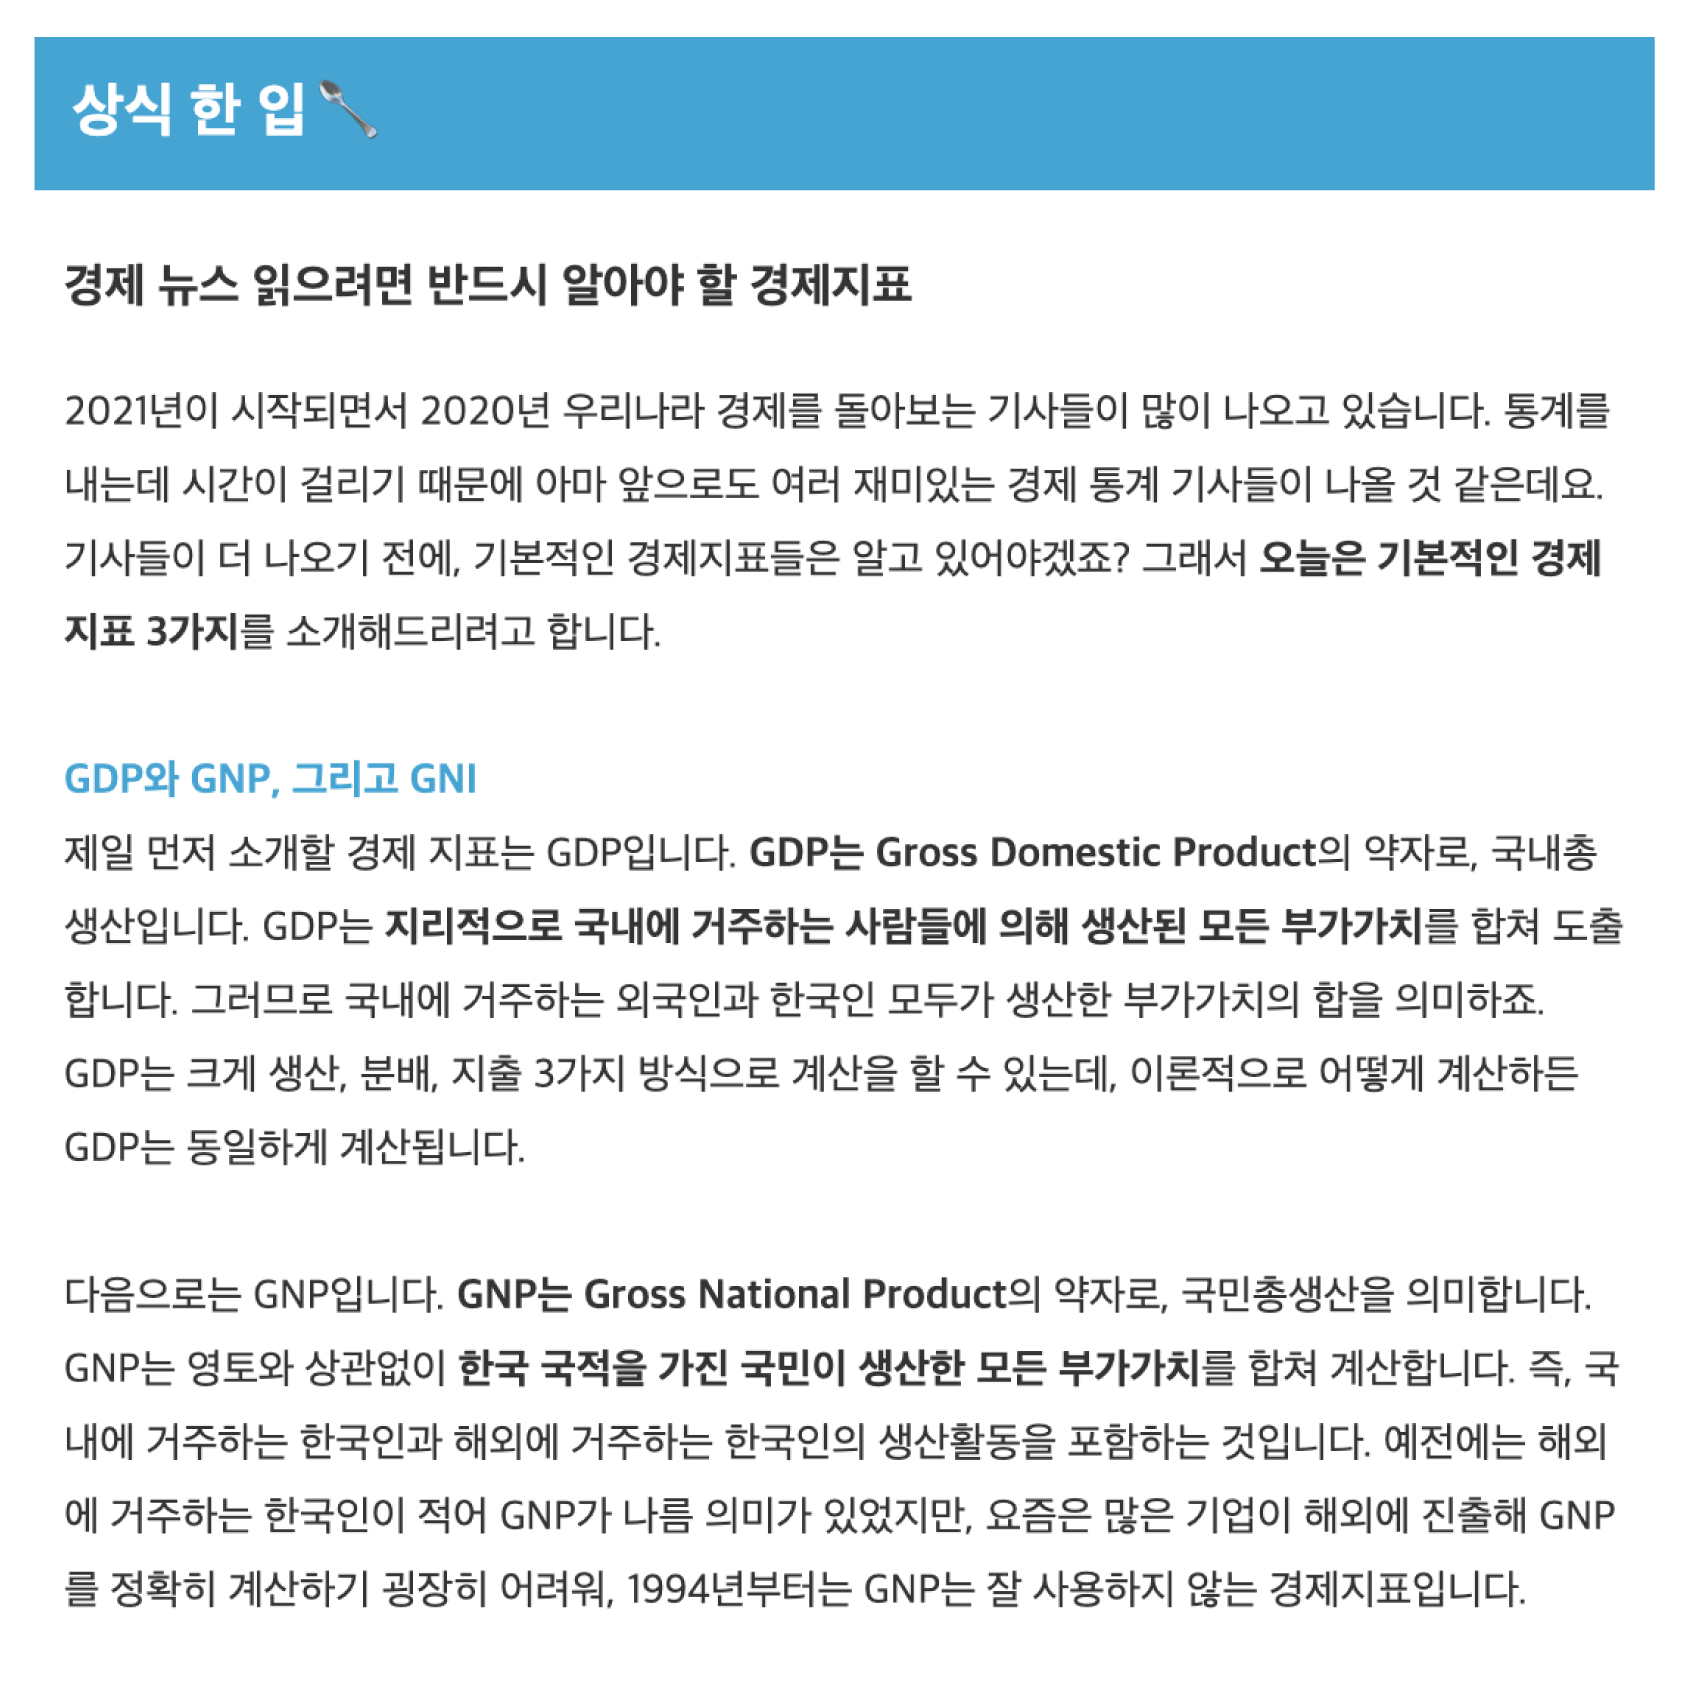 상식 한 입
경제 뉴스 읽으려면 반드시 알아야 할 경제지표
2021년이 시작되면서 2020년 우리나라 경제를 돌아보는 기사들이 많이 나오고 있습니다. 통계를
내는데 시간이 걸리기 때문에 아마 앞으로도 여러 재미있는 경제 통계 기사들이 나올 것 같은데요.
기사들이 더 나오기 전에, 기본적인 경제지표들은 알고 있어야겠죠? 그래서 오늘은 기본적인 경제
지표 3가지를 소개해드리려고 합니다.
GDP와 GNP, 그리고 GNI
제일 먼저 소개할 경제 지표는 GDP입니다. GDP는 Gross Domestic Product의 약자로, 국내총
생산입니다. GDP는 지리적으로 국내에 거주하는 사람들에 의해 생산된 모든 부가가치를 합쳐 도출
합니다. 그러므로 국내에 거주하는 외국인과 한국인 모두가 생산한 부가가치의 합을 의미하죠.
GDP는 크게 생산, 분배, 지출 3가지 방식으로 계산을 할 수 있는데, 이론적으로 어떻게 계산하든
GDP는 동일하게 계산됩니다.
다음으로는 GNP입니다. GNP는 Gross National Product의 약자로, 국민총생산을 의미합니다.
GNP는 영토와 상관없이 한국 국적을 가진 국민이 생산한 모든 부가가치를 합쳐 계산합니다. 즉, 국
내에 거주하는 한국인과 해외에 거주하는 한국인의 생산활동을 포함하는 것입니다. 예전에는 해외
에 거주하는 한국인이 적어 GNP가 나름 의미가 있었지만, 요즘은 많은 기업이 해외에 진출해 GNP
를 정확히 계산하기 굉장히 어려워, 1994년부터는 GNP는 잘 사용하지 않는 경제지표입니다.